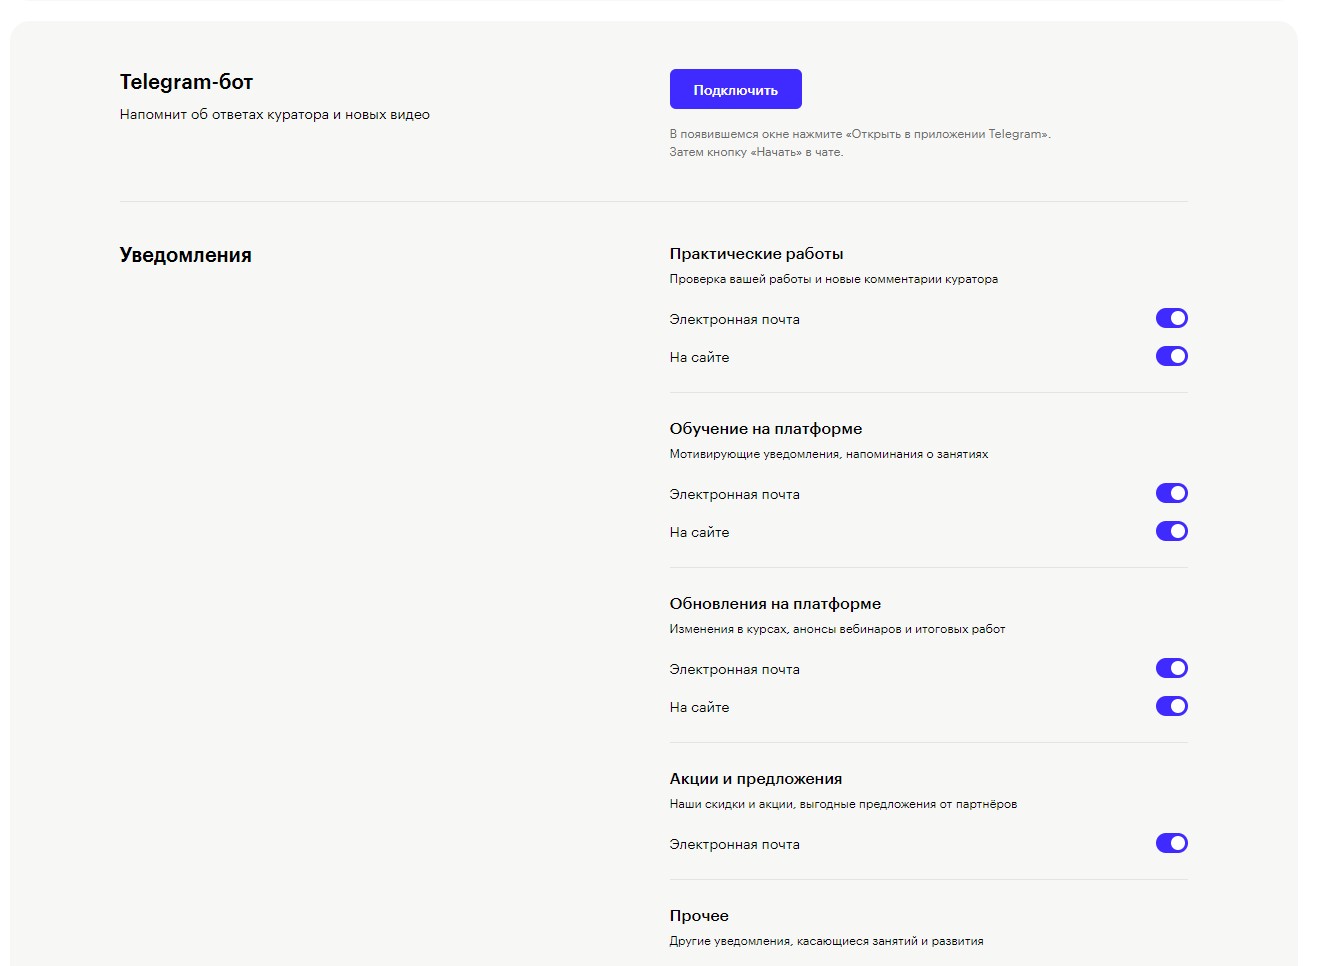 Telegram-бот
Напомнит об ответах куратора и новых видео
Подключить
В появившемся окне нажмите «Открыть в приложении Telegram».
Затем кнопку «Начать» в чате.
Уведомления
Практические работы
Проверка вашей работы и новые комментарии куратора
Электронная почта
На сайте
Обучение на платформе
Мотивирующие уведомления, напоминания о занятиях
Электронная почта
На сайте
Обновления на платформе
Изменения в курсах, анонсы вебинаров и итоговых работ
Электронная почта
На сайте
Акции и предложения
Наши скидки и акции, выгодные предложения от партнёров
Электронная почта
Прочее
Другие уведомления, касающиеся занятий и развития